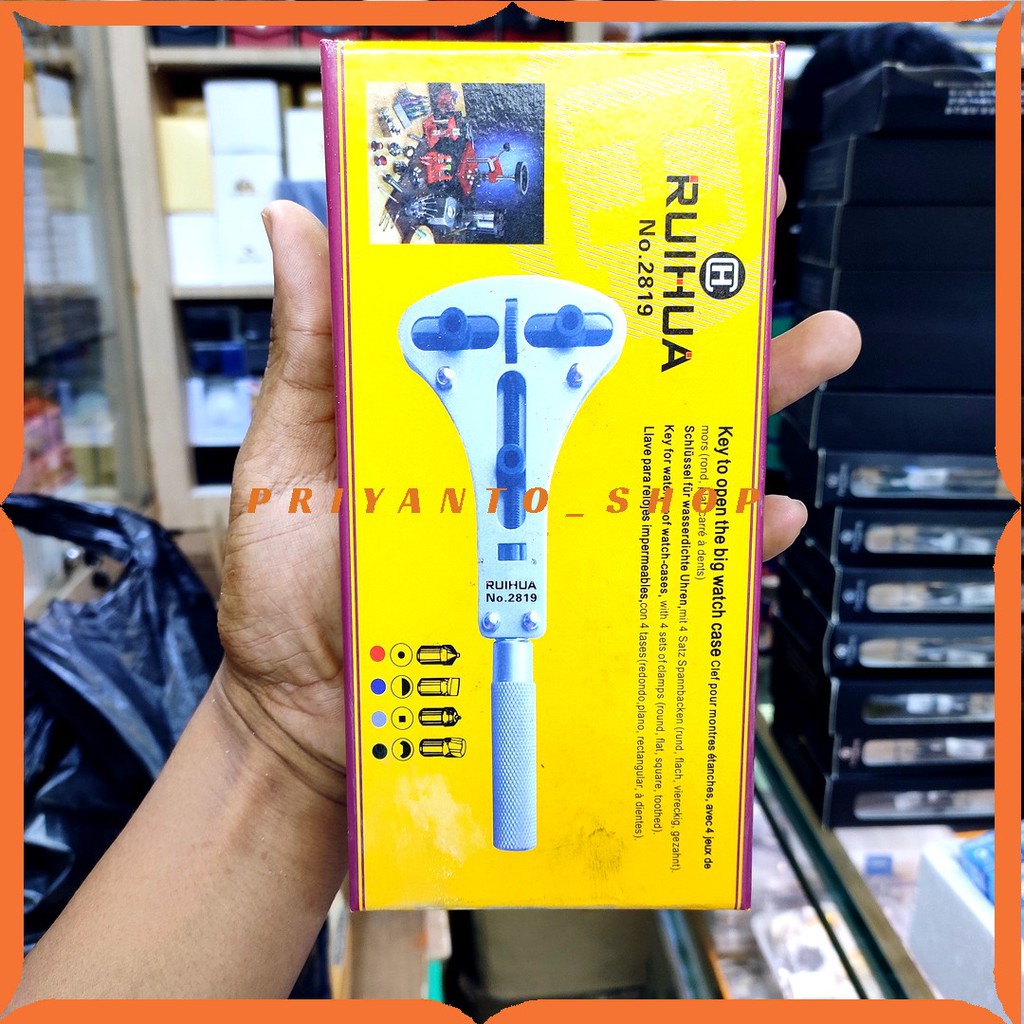 RUIHUA
No.2819
Key to open the big watch case Clef pour montres étanches, avec 4 jeux de
mors (rond, carré à dents)
Schlüssel für wasserdichte Uhren, mit 4 Satz Spannbacken (rund, flach, viereckig, gezahnt).
Key for of watch-cases, with 4 sets of clamps (round, flat, square, toothed).
Llave para relojes impermeables, con 4 tases (redondo, plano, rectangular, à dientes).
PRIYANTO_SHOP
RUIHUA
No.2819